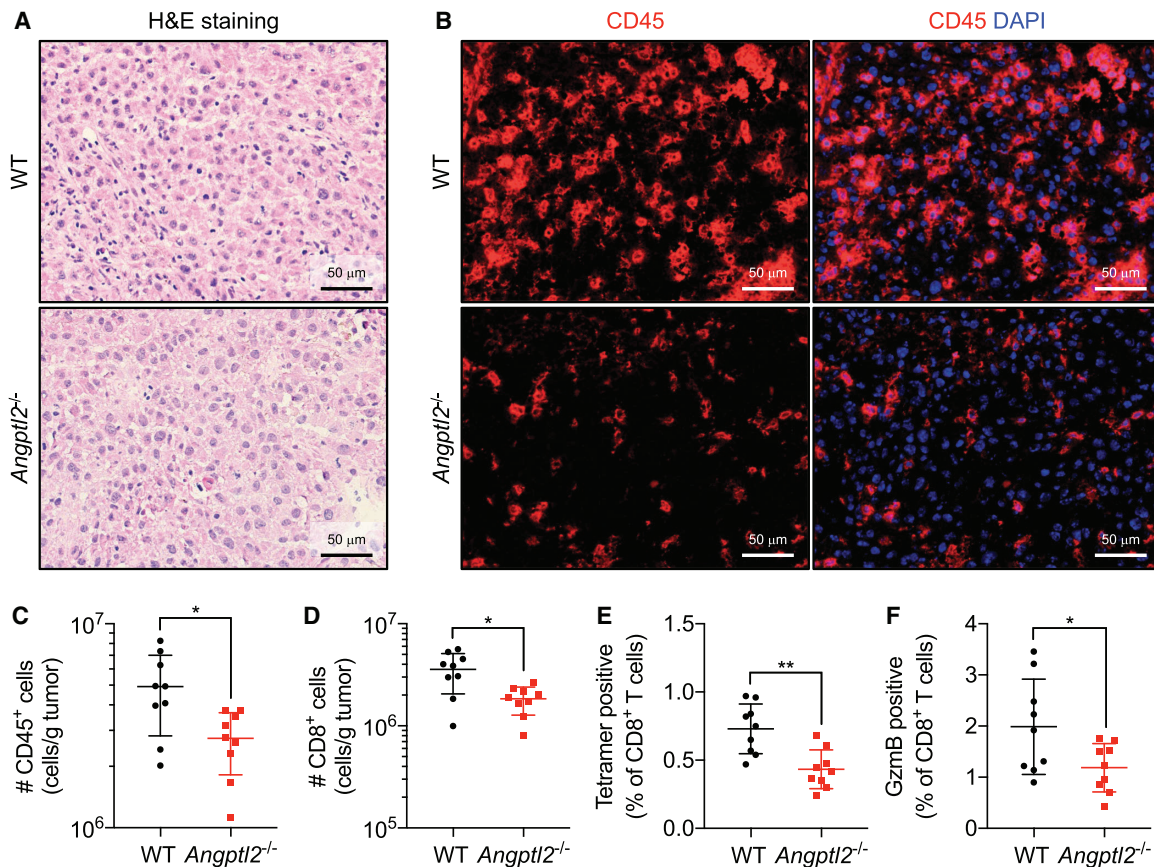 A
H&E staining
B
CD45
CD45 DAPI
WT
50 µm
WT
50 µm
50 µm
Angptl2-/-
50 µm
Angptl2-/-
50 µm
50 µm
C
# CD45+ cells
(cells/g tumor)
10^7
10^6
*
WT Angptl2-/-
D
# CD8+ cells
(cells/g tumor)
10^7
10^6
10^5
*
WT Angptl2-/-
E
Tetramer positive
(% of CD8+ T cells)
1.5
1.0
0.5
0.0
**
WT Angptl2-/-
F
GzmB positive
(% of CD8+ T cells)
4
3
2
1
0
*
WT Angptl2-/-